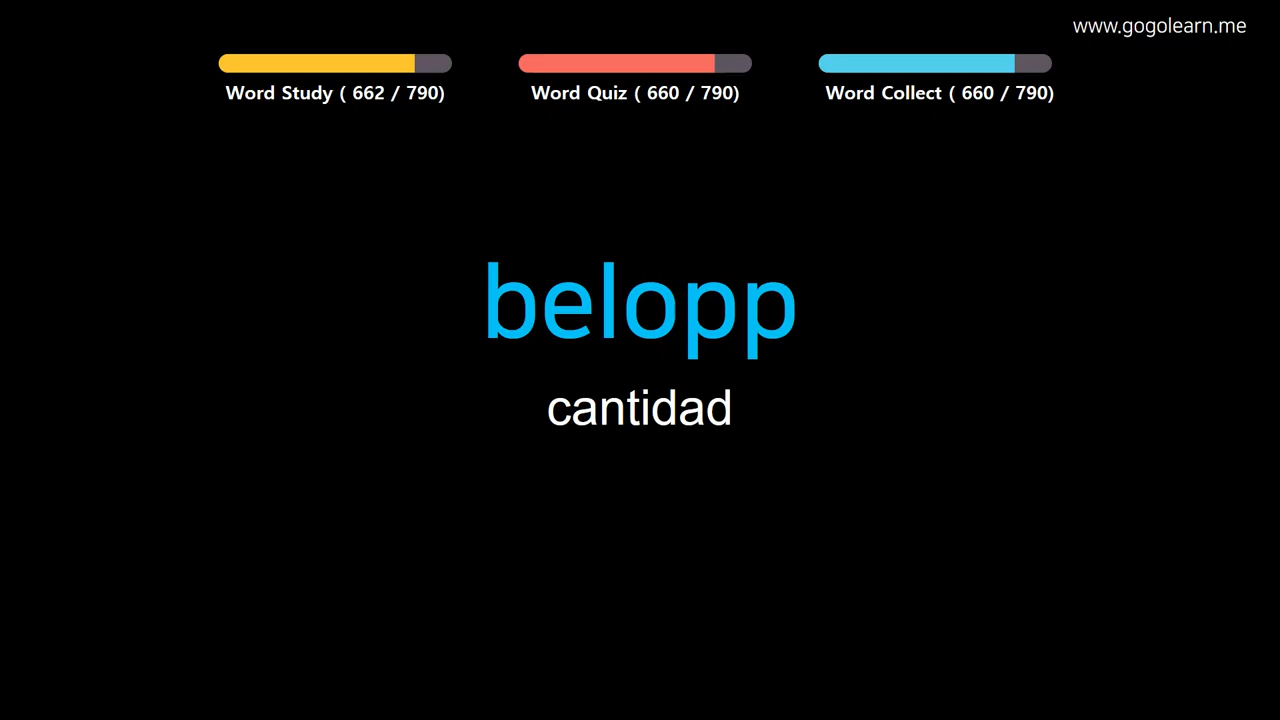 www.gogolearn.me
Word Study ( 662 / 790)
Word Quiz ( 660 / 790)
Word Collect ( 660 / 790)
belopp
cantidad